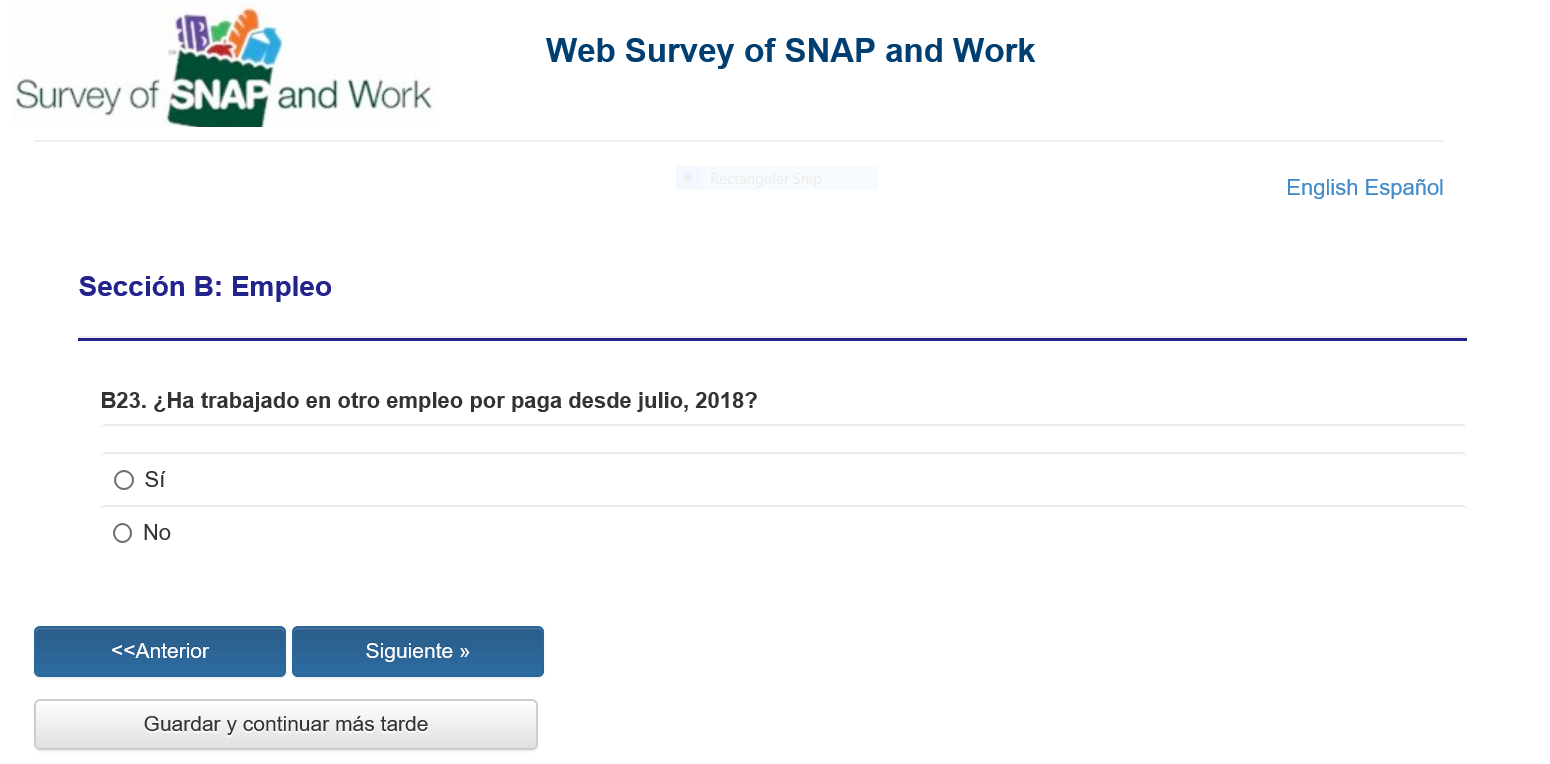 Survey of SNAP and Work
Web Survey of SNAP and Work
Rectangular Snip
English Español
Sección B: Empleo
B23. ¿Ha trabajado en otro empleo por paga desde julio, 2018?
Sí
No
<<Anterior
Siguiente »
Guardar y continuar más tarde